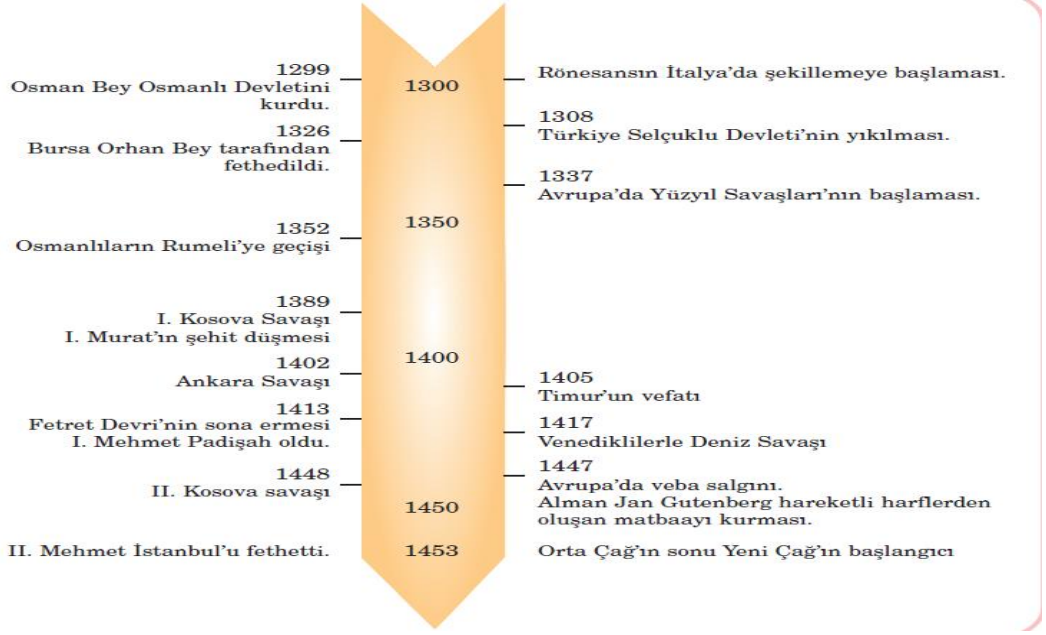 1299
Osman Bey Osmanlı Devletini
kurdu.
1326
Bursa Orhan Bey tarafından
fethedildi.
1352
Osmanlıların Rumeli'ye geçişi
1389
I. Kosova Savaşı
I. Murat'ın şehit düşmesi
1402
Ankara Savaşı
1413
Fetret Devri'nin sona ermesi
I. Mehmet Padişah oldu.
1448
II. Kosova savaşı
II. Mehmet İstanbul'u fethetti.
1300
1350
1400
1450
1453
Rönesansın İtalya'da şekillemeye başlaması.
1308
Türkiye Selçuklu Devleti'nin yıkılması.
1337
Avrupa'da Yüzyıl Savaşları'nın başlaması.
1405
Timur'un vefatı
1417
Venediklilerle Deniz Savaşı
1447
Avrupa'da veba salgını.
Alman Jan Gutenberg hareketli harflerden
oluşan matbaayı kurması.
Orta Çağ'ın sonu Yeni Çağ'ın başlangıcı